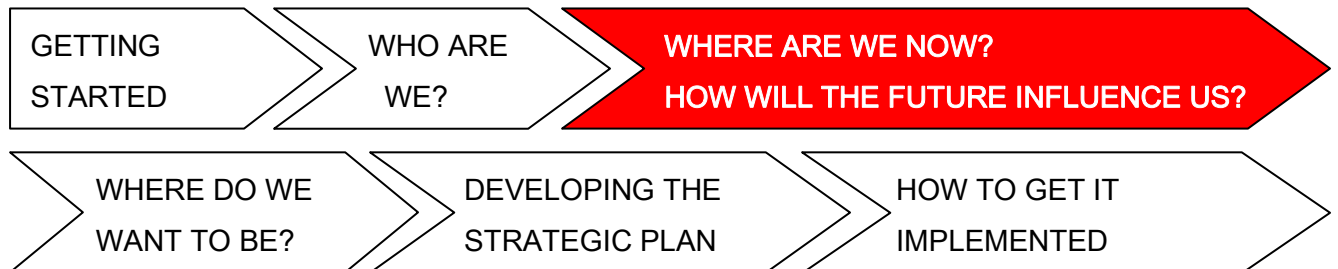 GETTING
STARTED
WHO ARE
WE?
WHERE ARE WE NOW?
HOW WILL THE FUTURE INFLUENCE US?
WHERE DO WE
WANT TO BE?
DEVELOPING THE
STRATEGIC PLAN
HOW TO GET IT
IMPLEMENTED